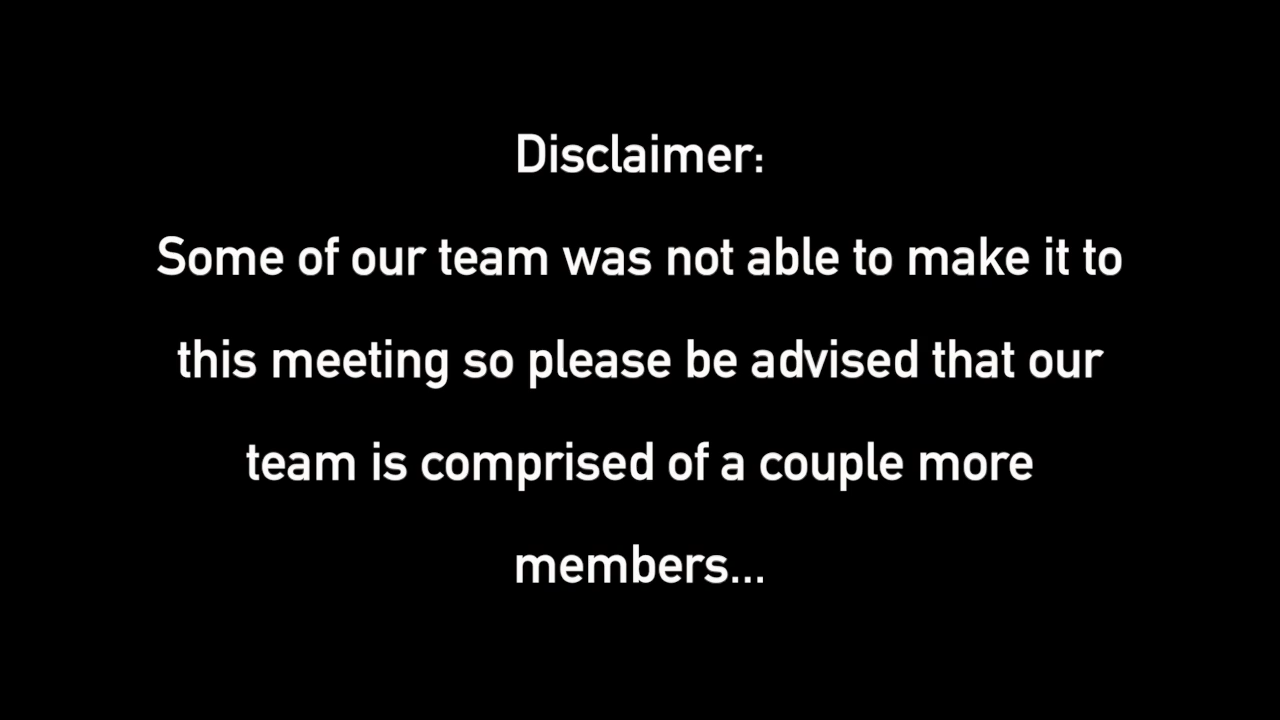 Disclaimer:
Some of our team was not able to make it to
this meeting so please be advised that our
team is comprised of a couple more
members...